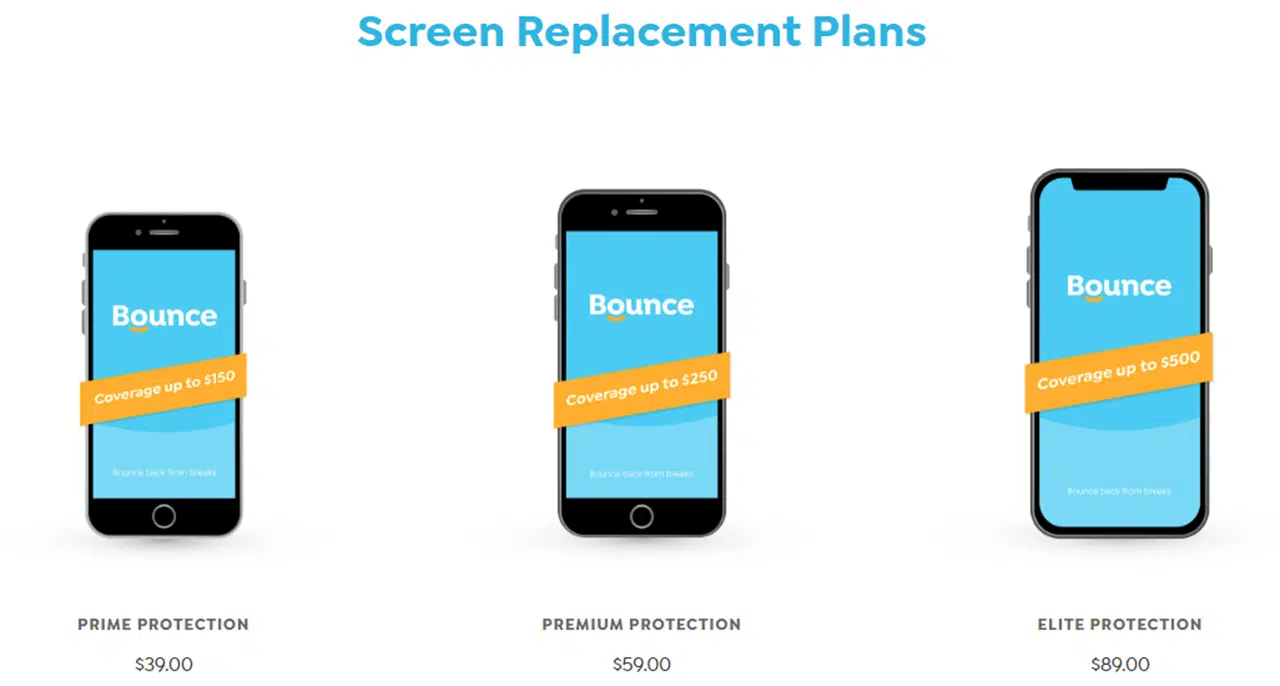 Screen Replacement Plans
Bounce
Coverage up to $150
Bounce back from breaks
Bounce
Coverage up to $250
Bounce back from breaks
Bounce
Coverage up to $500
Bounce back from breaks
PRIME PROTECTION
PREMIUM PROTECTION
ELITE PROTECTION
$39.00
$59.00
$89.00